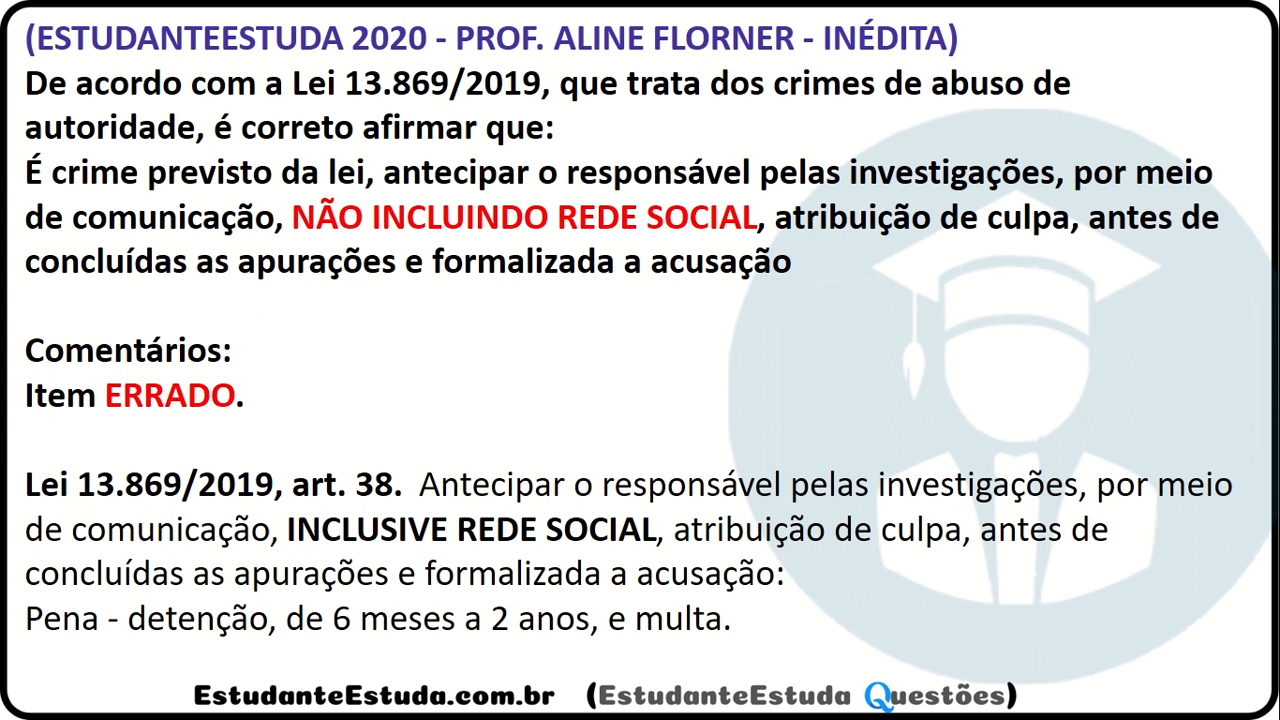 (ESTUDANTEESTUDA 2020 - PROF. ALINE FLORNER - INÉDITA)
De acordo com a Lei 13.869/2019, que trata dos crimes de abuso de
autoridade, é correto afirmar que:
É crime previsto da lei, antecipar o responsável pelas investigações, por meio
de comunicação, NÃO INCLUINDO REDE SOCIAL, atribuição de culpa, antes de
concluídas as apurações e formalizada a acusação
Comentários:
Item ERRADO.
Lei 13.869/2019, art. 38. Antecipar o responsável pelas investigações, por meio
de comunicação, INCLUSIVE REDE SOCIAL, atribuição de culpa, antes de
concluídas as apurações e formalizada a acusação:
Pena - detenção, de 6 meses a 2 anos, e multa.
EstudanteEstuda.com.br (EstudanteEstuda Questões)